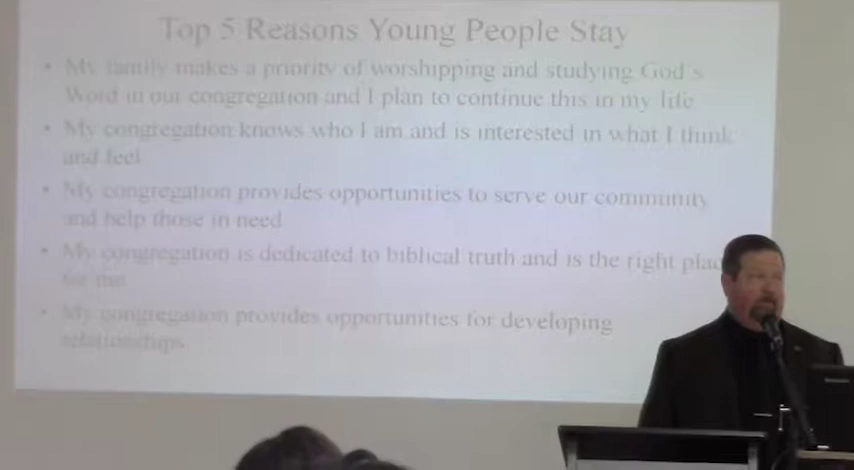 Top 5 Reasons Young People Stay
• My family makes a priority of worshipping and studying God's
Word in our congregation and I plan to continue this in my life
• My congregation knows who I am and is interested in what I think
and feel
• My congregation provides opportunities to serve our community
and help those in need
• My congregation is dedicated to biblical truth and is the right
for me
• My congregation provides opportunities for developing
relationships